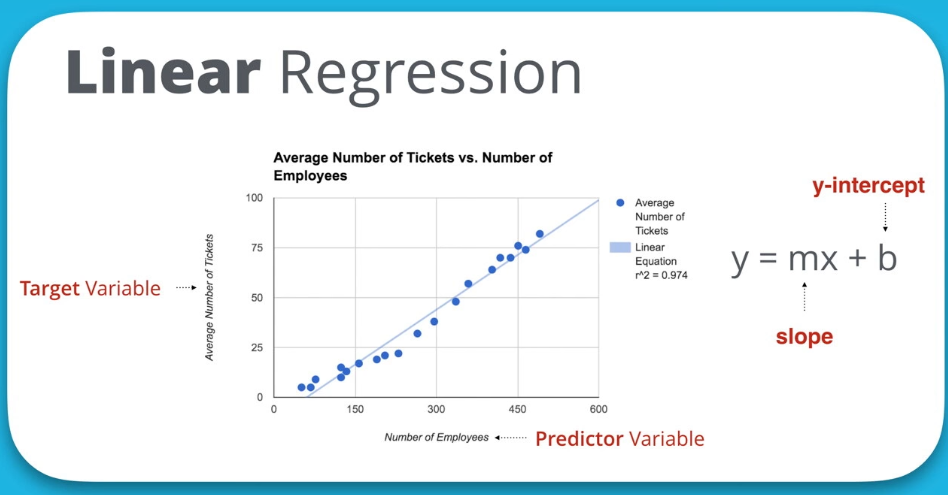 Linear Regression
Average Number of Tickets vs. Number of
Employees
y-intercept
100
75
50
25
0
Average Number of Tickets
Target Variable
0 150 300 450 600
Number of Employees
Predictor Variable
Average
Number of
Tickets
Linear
Equation
r^2 = 0.974
y = mx + b
slope